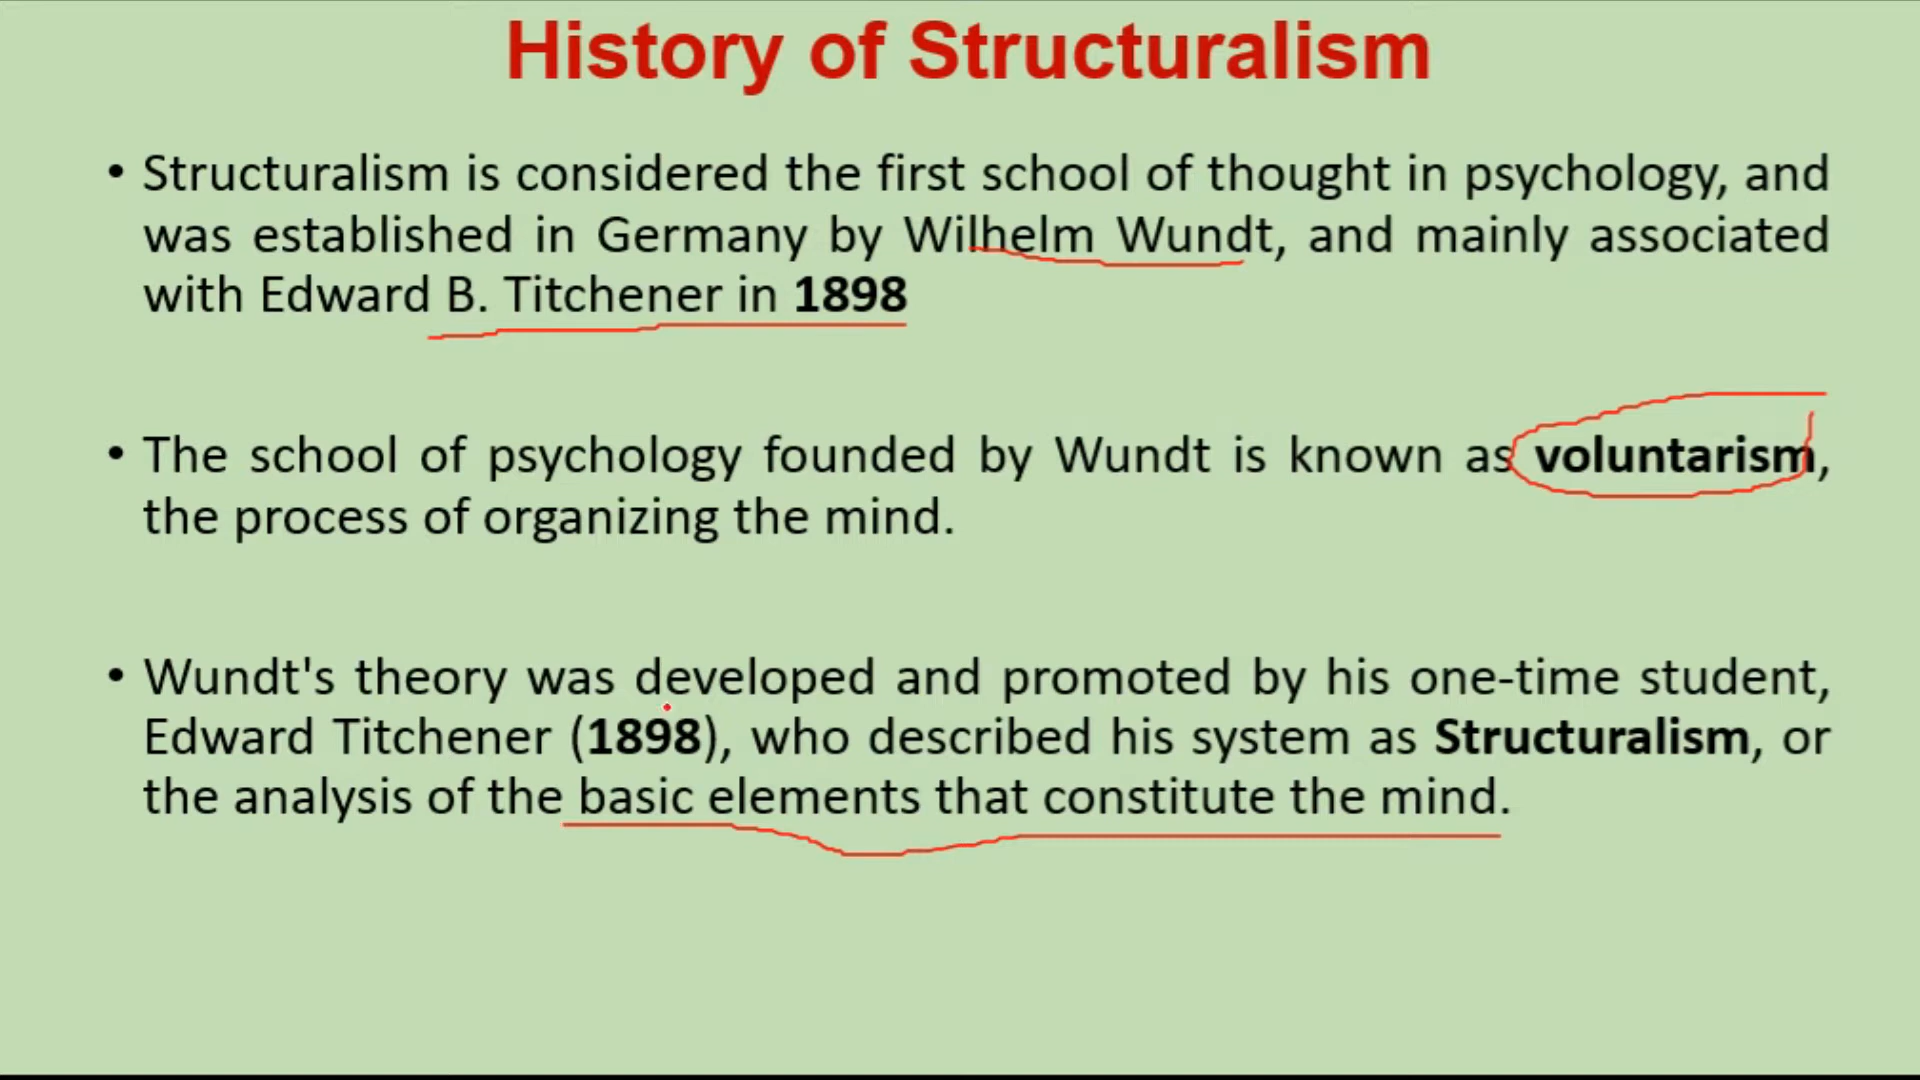 History of Structuralism
• Structuralism is considered the first school of thought in psychology, and
was established in Germany by Wilhelm Wundt, and mainly associated
with Edward B. Titchener in 1898
• The school of psychology founded by Wundt is known as voluntarism,
the process of organizing the mind.
• Wundt's theory was developed and promoted by his one-time student,
Edward Titchener (1898), who described his system as Structuralism, or
the analysis of the basic elements that constitute the mind.